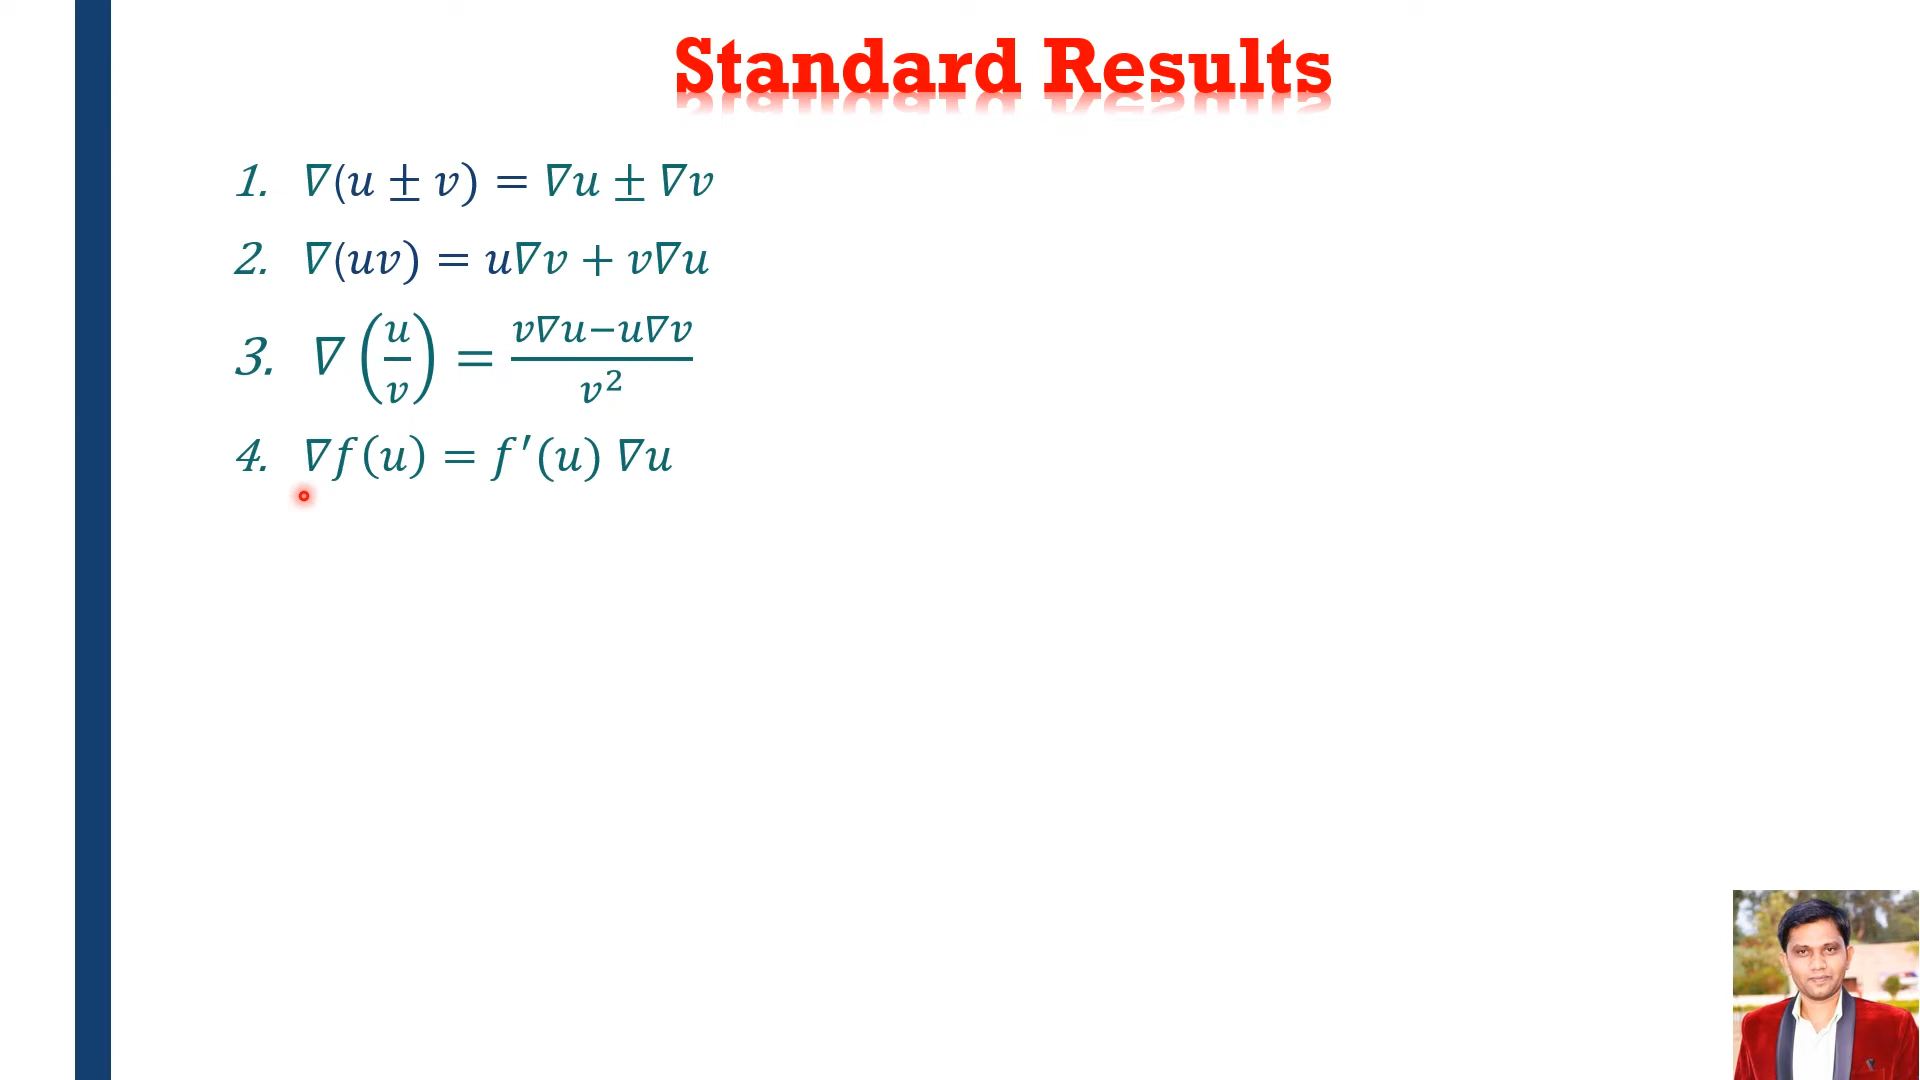 Standard Results
1. ∇(u ± v) = ∇u ± ∇v
2. ∇(uv) = u∇v + v∇u
3. ∇(u/v) = (v∇u−u∇v)/v²
4. ∇f(u) = f′(u) ∇u